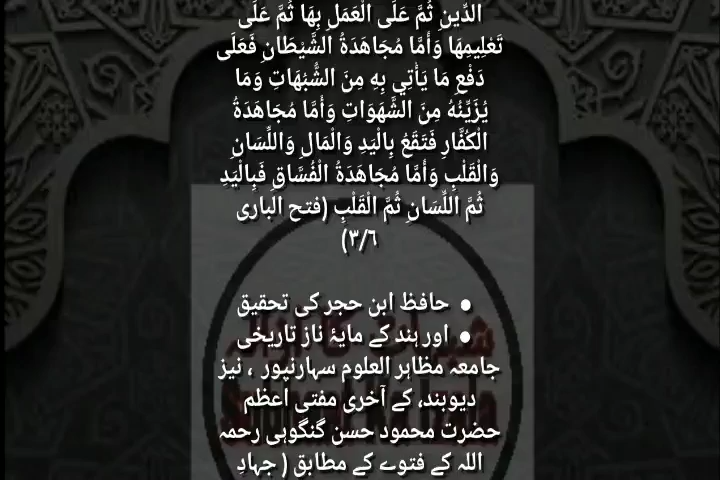 الدِّينِ ثُمَّ عَلَى الْعَمَلِ بِهَا ثُمَّ عَلَى
تَعْلِيمِهَا وَأَمَّا مُجَاهَدَةُ الشَّيْطَانِ فَعَلَى
دَفْعِ مَا يَأْتِي بِهِ مِنَ الشُّبُهَاتِ وَمَا
يُزَيِّنُهُ مِنَ الشَّهَوَاتِ وَأَمَّا مُجَاهَدَةُ
الْكُفَّارِ فَتَقَعُ بِالْيَدِ وَالْمَالِ وَاللِّسَانِ
وَالْقَلْبِ وَأَمَّا مُجَاهَدَةُ الْفُسَّاقِ فَبِالْيَدِ
ثُمَّ اللِّسَانِ ثُمَّ الْقَلْبِ (فتح الباری
٣/٦)
• حافظ ابن حجر کی تحقیق
• اور ہند کے مایۂ ناز تاریخی
جامعہ مظاہر العلوم سہارنپور ، نیز
دیوبند، کے آخری مفتی اعظم
حضرت محمود حسن گنگوہی رحمہ
اللہ کے فتوے کے مطابق ( جہادِ